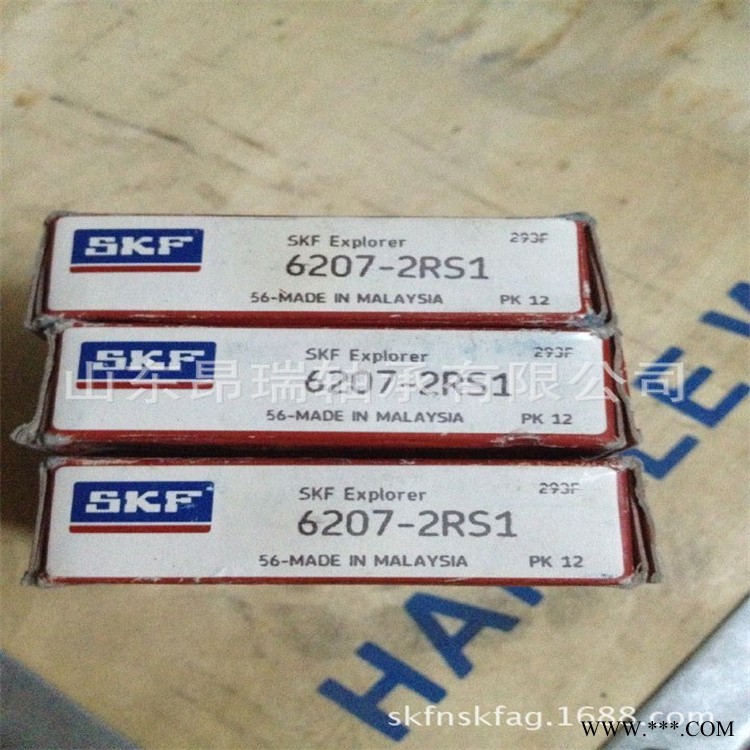 SKF
SKF Explorer
293F
6207-2RS1
56-MADE IN MALAYSIA
PK 12
SKF
SKF Explorer
293F
6207-2RS1
56-MADE IN MALAYSIA
PK 12
山东昂瑞轴承有限公司
SKF
SKF Explorer
293F
6207-2RS1
56-MADE IN MALAYSIA
PK 12
skfnskfag.1688.com
www.***.com